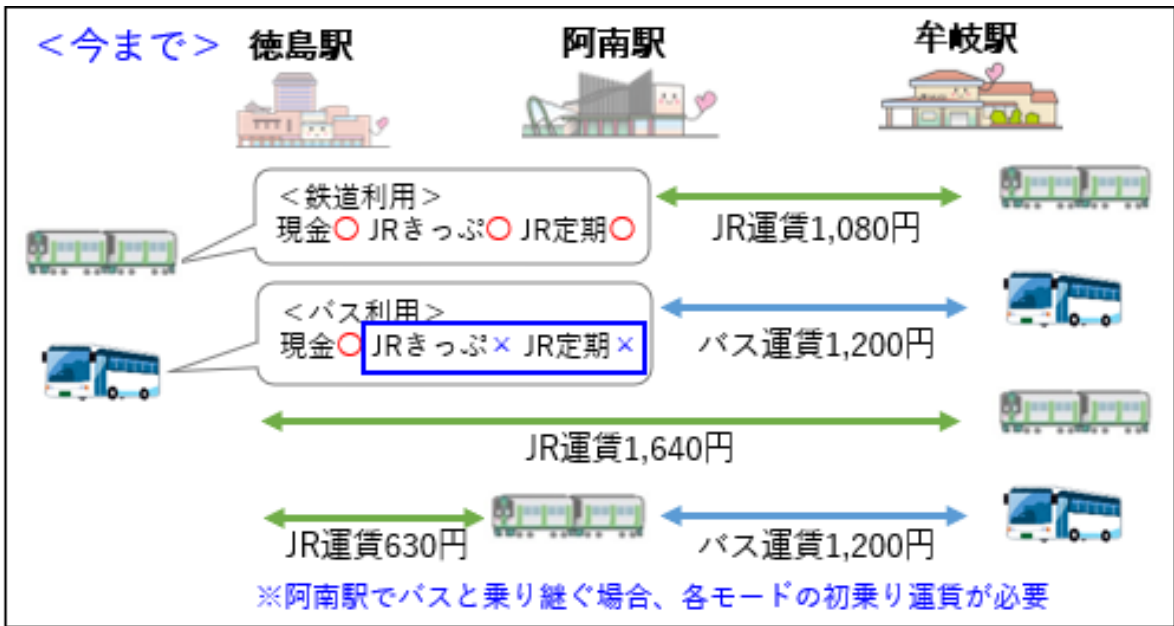 ＜今まで＞ 徳島駅 阿南駅 牟岐駅
＜鉄道利用＞
現金○ JRきっぷ○ JR定期○
JR運賃1,080円
＜バス利用＞
現金○ JRきっぷ× JR定期×
バス運賃1,200円
JR運賃1,640円
JR運賃630円 バス運賃1,200円
※阿南駅でバスと乗り継ぐ場合、各モードの初乗り運賃が必要